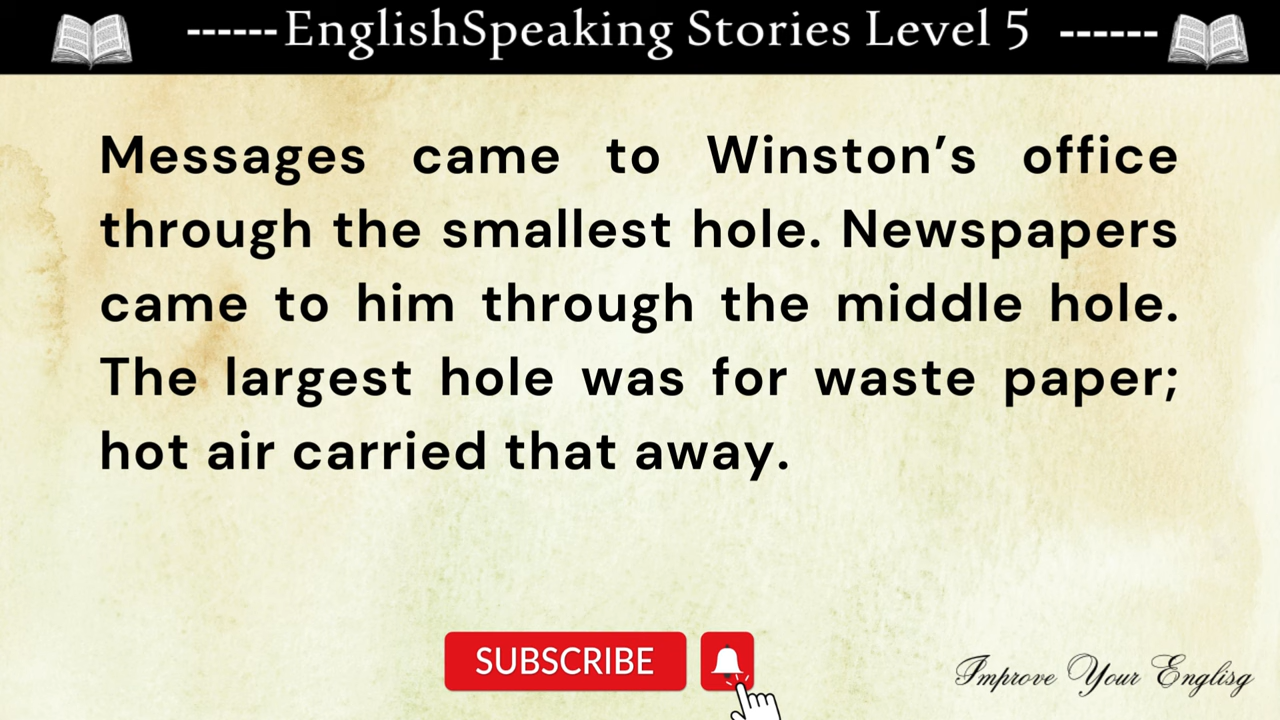 ------EnglishSpeaking Stories Level 5 ------
Messages came to Winston’s office
through the smallest hole. Newspapers
came to him through the middle hole.
The largest hole was for waste paper;
hot air carried that away.
SUBSCRIBE
Improve Your Englisg